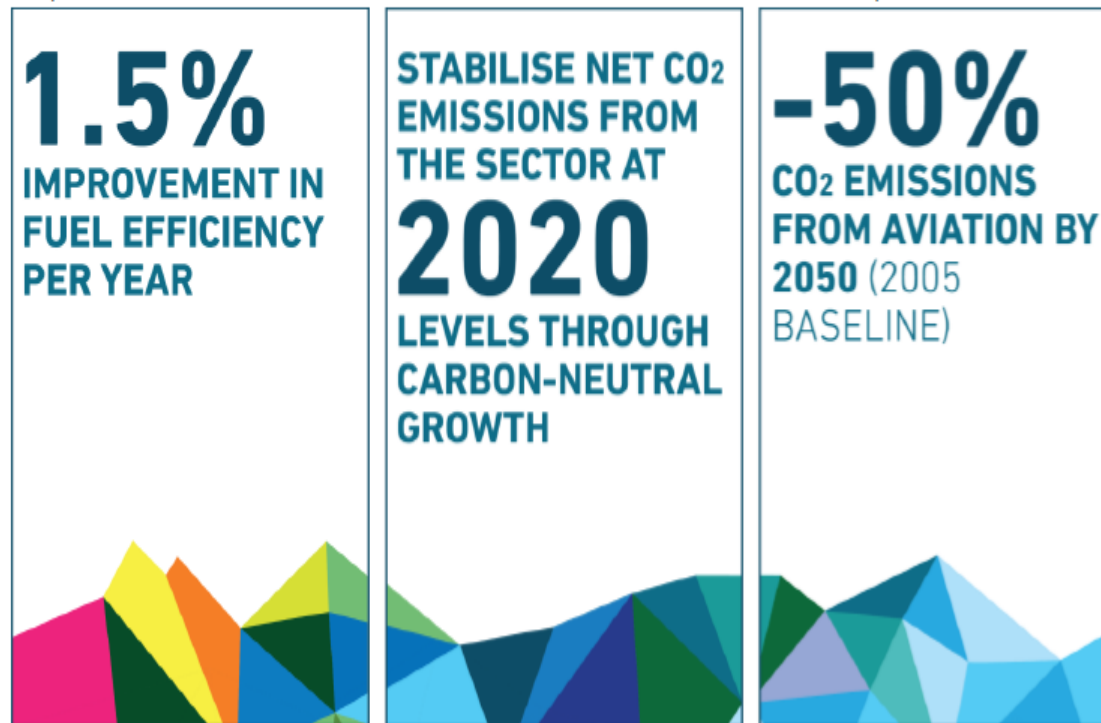 1.5%
IMPROVEMENT IN
FUEL EFFICIENCY
PER YEAR
STABILISE NET CO2
EMISSIONS FROM
THE SECTOR AT
2020
LEVELS THROUGH
CARBON-NEUTRAL
GROWTH
-50%
CO2 EMISSIONS
FROM AVIATION BY
2050 (2005
BASELINE)